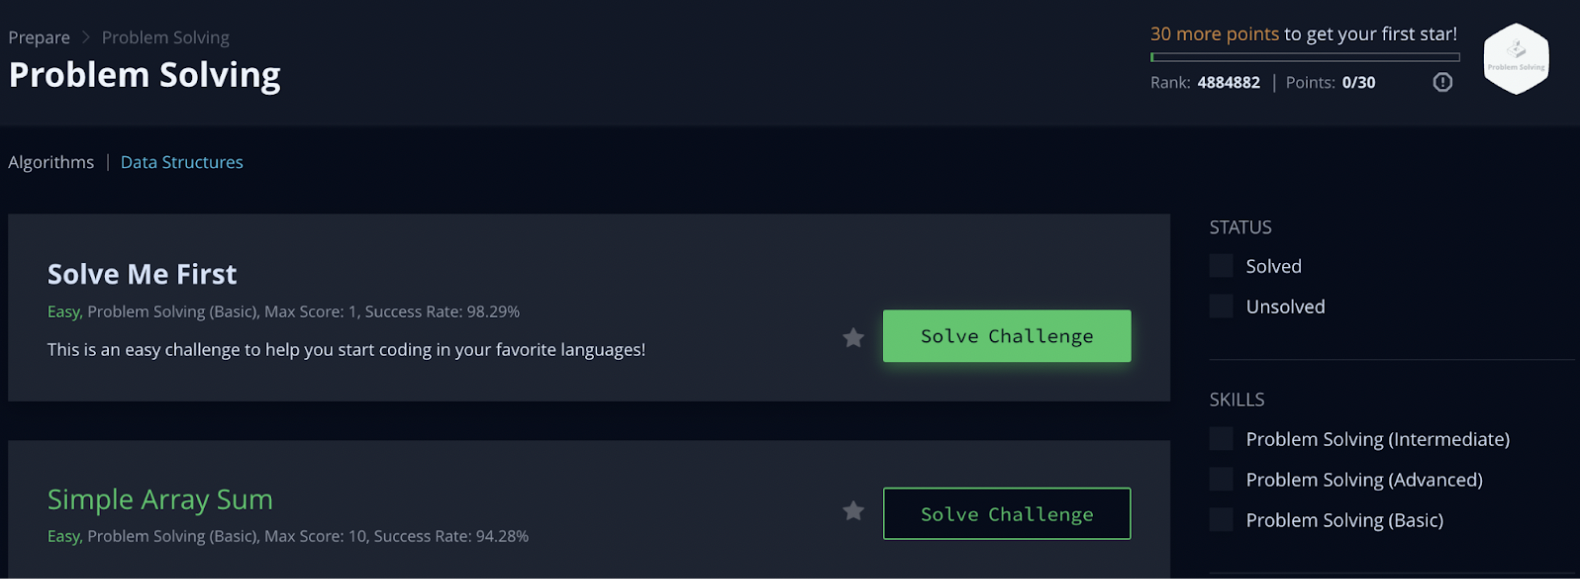 Prepare > Problem Solving
Problem Solving
30 more points to get your first star!
Rank: 4884882 | Points: 0/30
Problem Solving
Algorithms | Data Structures
Solve Me First
Easy, Problem Solving (Basic), Max Score: 1, Success Rate: 98.29%
This is an easy challenge to help you start coding in your favorite languages!
Solve Challenge
Simple Array Sum
Easy, Problem Solving (Basic), Max Score: 10, Success Rate: 94.28%
Solve Challenge
STATUS
Solved
Unsolved
SKILLS
Problem Solving (Intermediate)
Problem Solving (Advanced)
Problem Solving (Basic)